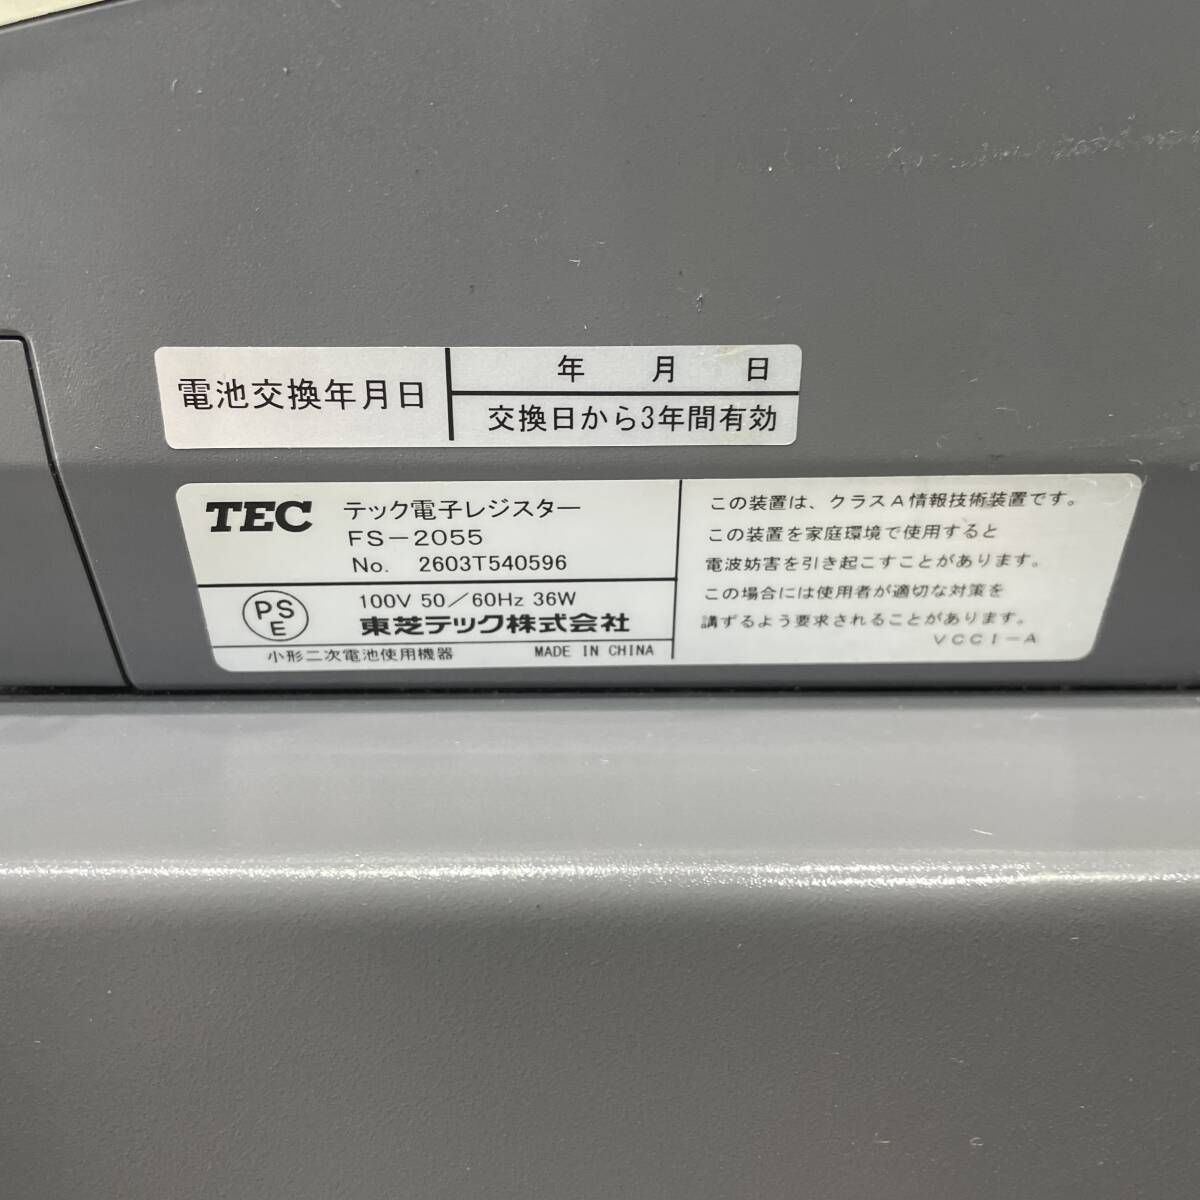 電池交換年月日
年 月 日
交換日から3年間有効
TEC テック電子レジスター
FS-2055
No. 2603T540596
PSE
100V 50/60Hz 36W
東芝テック株式会社
小形二次電池使用機器 MADE IN CHINA
この装置は、クラスA情報技術装置です。
この装置を家庭環境で使用すると
電波妨害を引き起こすことがあります。
この場合には使用者が適切な対策を
講ずるよう要求されることがあります。
VCCI-A